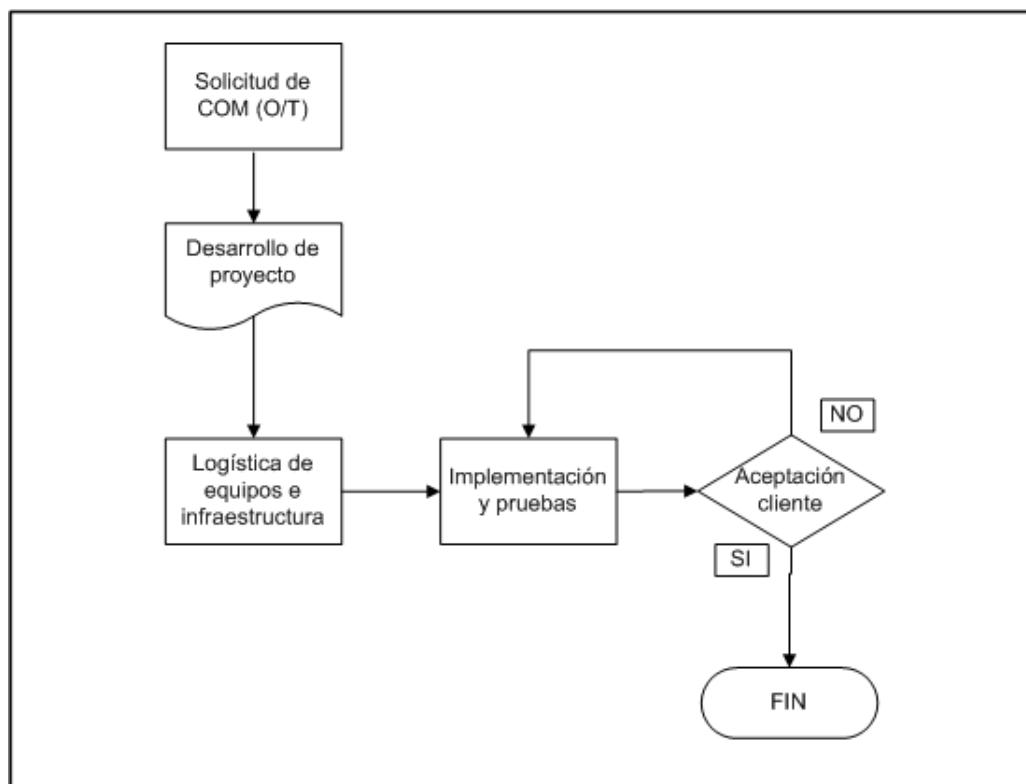 Solicitud de
COM (O/T)
Desarrollo de
proyecto
Logística de
equipos e
infraestructura
Implementación
y pruebas
Aceptación
cliente
NO
SI
FIN